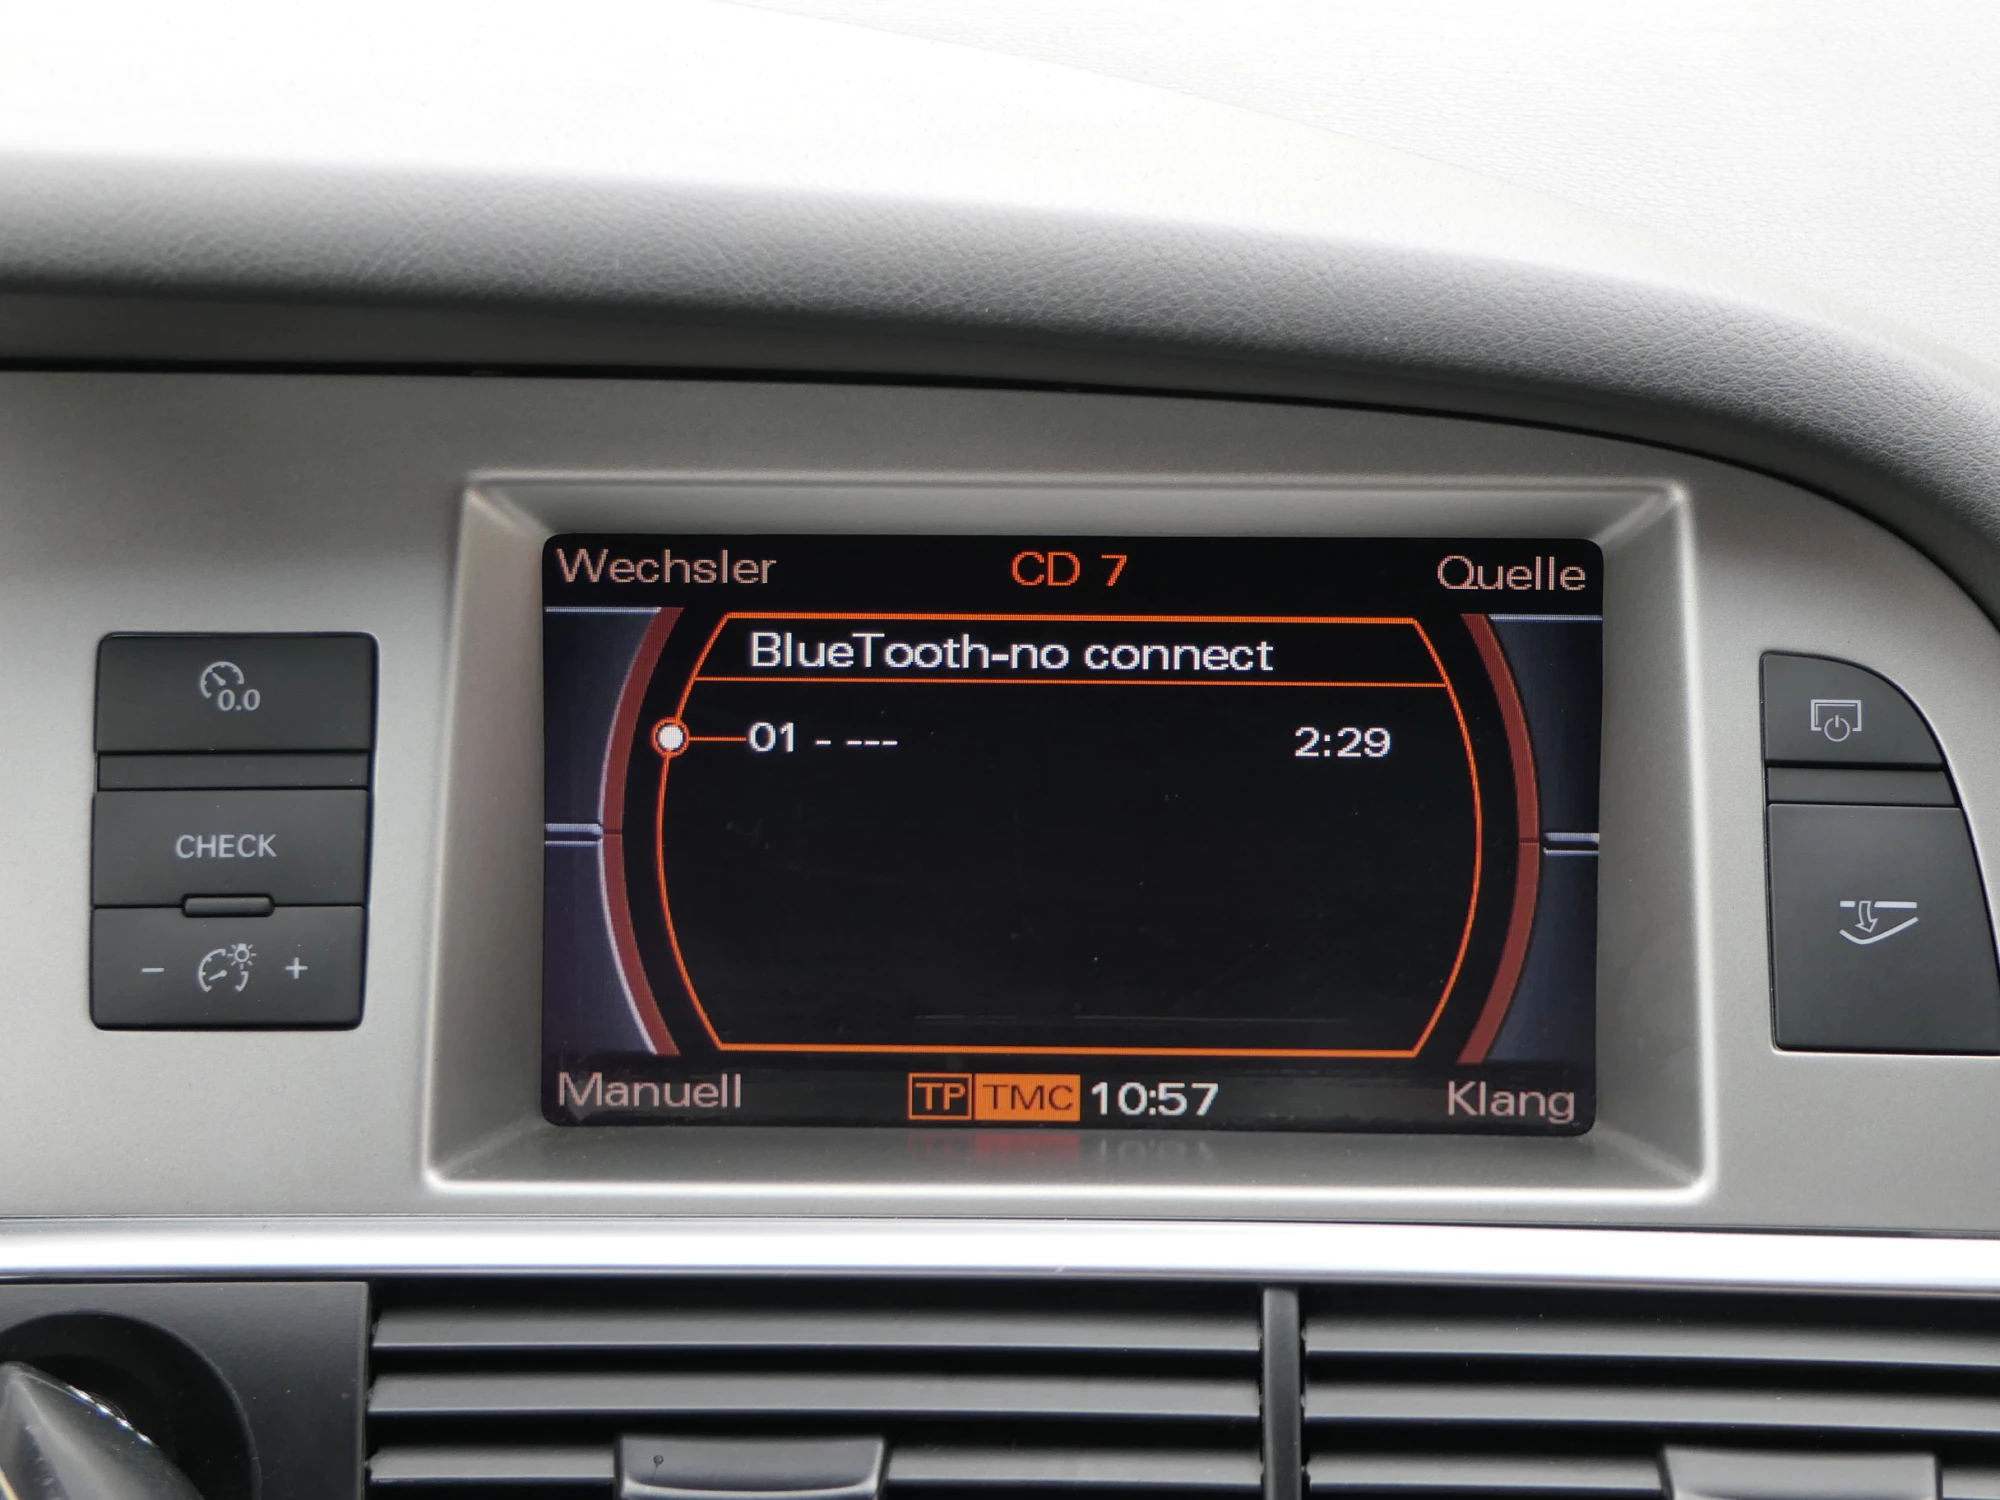 Wechsler CD 7 Quelle
BlueTooth-no connect
01 - --- 2:29
Manuell TP TMC 10:57 Klang
0.0
CHECK
- +